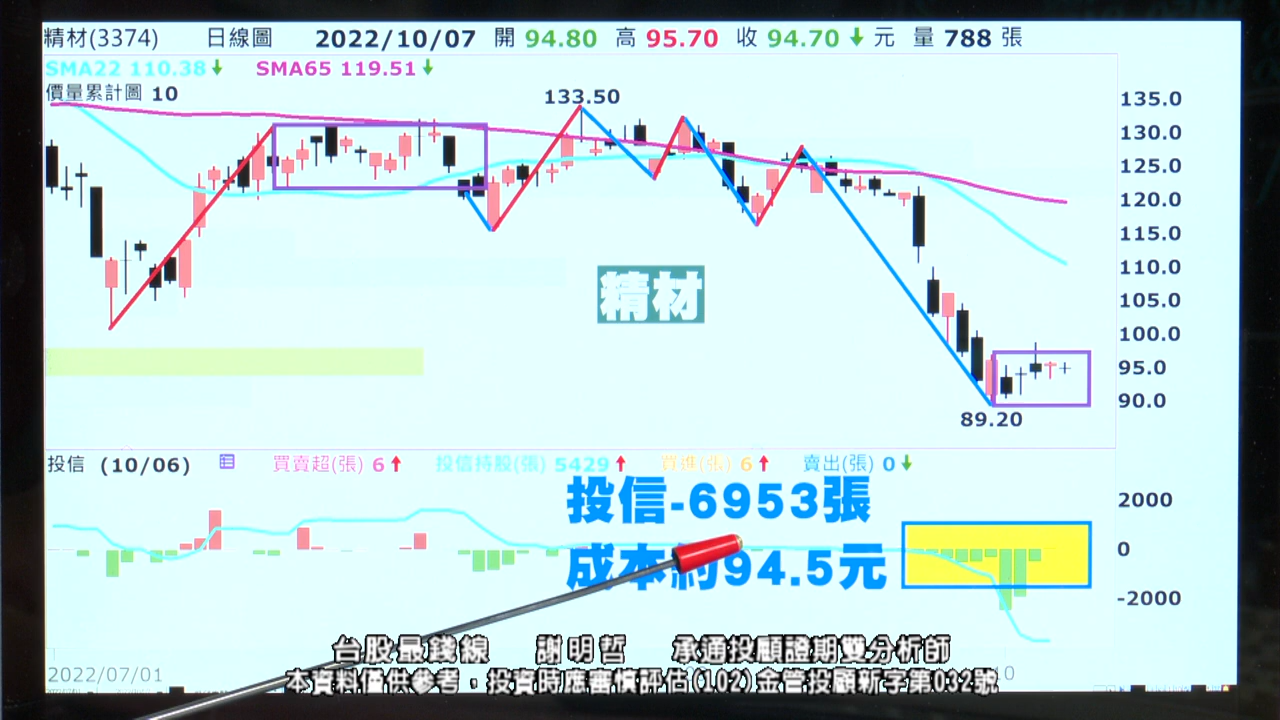 精材(3374) 日線圖 2022/10/07 開 94.80 高 95.70 收 94.70 元 量 788 張
SMA22 110.38 SMA65 119.51
價量累計圖 10
133.50
135.0
130.0
125.0
120.0
115.0
110.0
105.0
100.0
95.0
90.0
精材
89.20
投信 (10/06) 買賣超(張) 6 投信持股(張) 5429 買進(張) 6 賣出(張) 0
投信-6953張
成本約94.5元
2000
0
-2000
台股最錢線 謝明哲 承通投顧證期雙分析師
2022/07/01
本資料僅供參考，投資時應審慎評估(102)金管投顧新字第032號